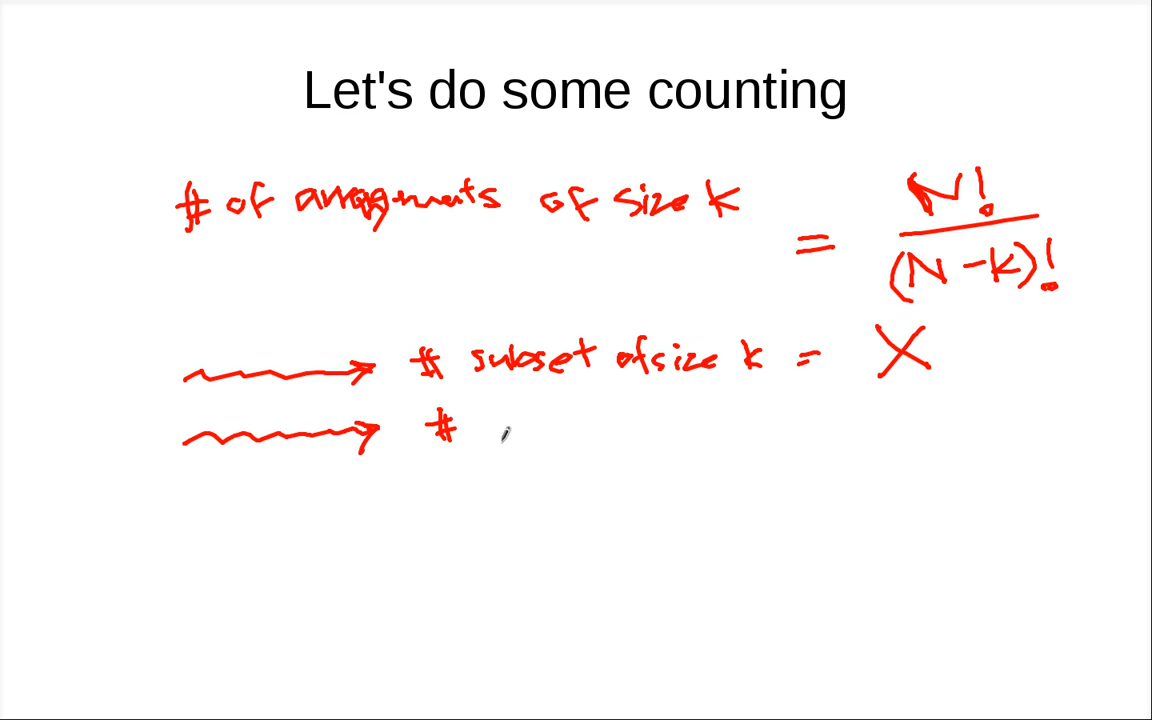 Let's do some counting
# of arrangements of size k = N! / (N-k)!
# subset of size k = X
#